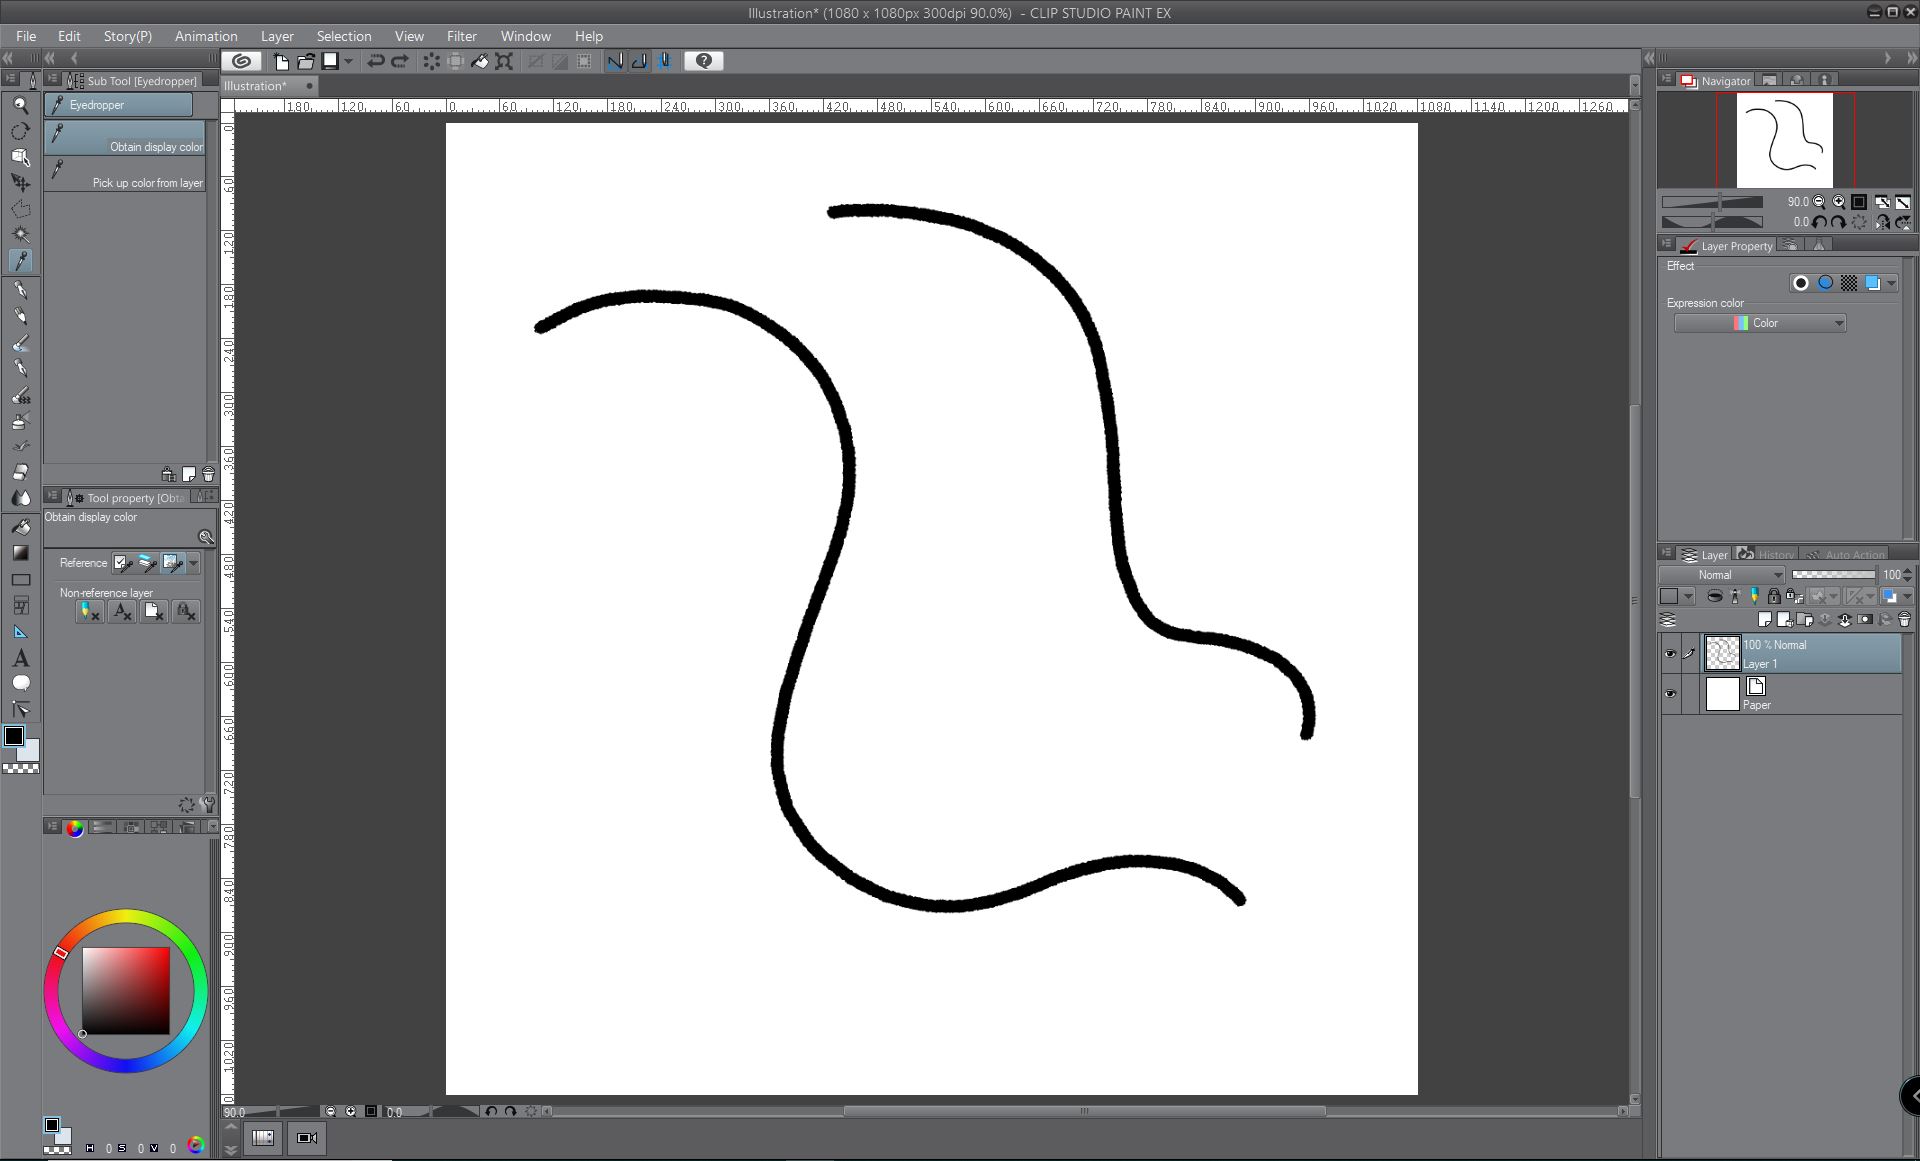 Illustration* (1080 x 1080px 300dpi 90.0%) - CLIP STUDIO PAINT EX
File Edit Story(P) Animation Layer Selection View Filter Window Help
Sub Tool [Eyedropper]
Eyedropper
Obtain display color
Pick up color from layer
Tool property [Obta
Obtain display color
Reference
Non-reference layer
H 0 S 0 V 0
Illustration*
180 120 60 0 60 120 180 240 300 360 420 480 540 600 660 720 780 840 900 960 1020 1080 1140 1200 1260
0
60
120
180
240
300
360
420
480
540
600
660
720
780
840
900
960
1020
90.0 0.0
Navigator
90.0
0.0
Layer Property
Effect
Expression color
Color
Layer History Auto Action
Normal 100
100 % Normal
Layer 1
Paper